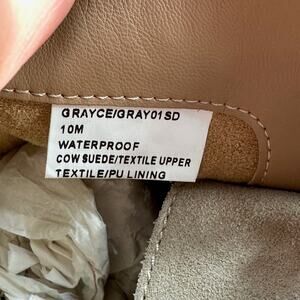 GRAYCE/GRAY01SD
10M
WATERPROOF
COW SUEDE/TEXTILE UPPER
TEXTILE/PU LINING